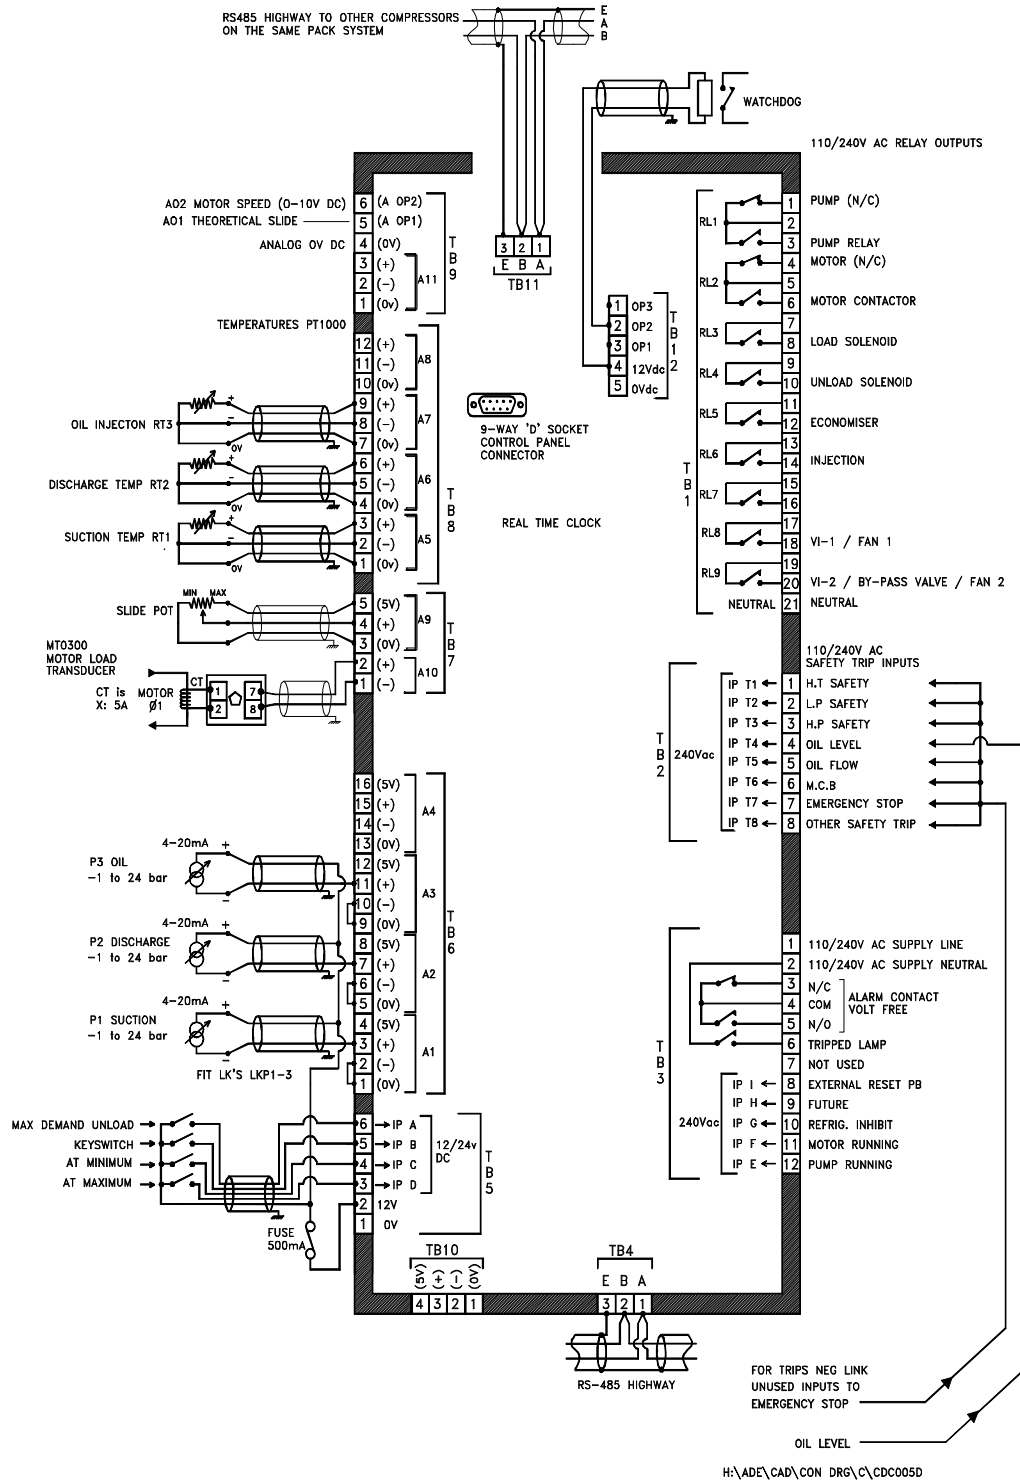 RS485 HIGHWAY TO OTHER COMPRESSORS
ON THE SAME PACK SYSTEM
E
A
B
WATCHDOG
110/240V AC RELAY OUTPUTS
3 2 1
E B A
TB11
AO2 MOTOR SPEED (0-10V DC) 6 (A OP2)
AO1 THEORETICAL SLIDE 5 (A OP1)
ANALOG 0V DC 4 (0V)
3 (+)
2 (-) A11
1 (0v)
TB9
TEMPERATURES PT1000
12 (+)
11 (-) A8
10 (0v)
+
9 (+) A7
OIL INJECTON RT3 - 8 (-)
0V 7 (0v)
+
6 (+) A6
DISCHARGE TEMP RT2 - 5 (-)
0V 4 (0v)
+
3 (+) A5
SUCTION TEMP RT1 - 2 (-)
0V 1 (0v)
TB8
MIN MAX 5 (5V) A9
SLIDE POT 4 (+)
3 (0V)
MT0300
MOTOR LOAD
TRANSDUCER
2 (+) A10
1 (-)
TB7
CT
CT is MOTOR
X: 5A Ø1
1 7
2 8
16 (5V)
15 (+) A4
14 (-)
13 (0V)
4-20mA +
P3 OIL
-1 to 24 bar
-
12 (5V)
11 (+) A3
10 (-)
9 (0V)
4-20mA +
P2 DISCHARGE
-1 to 24 bar
-
8 (5V)
7 (+) A2
6 (-)
5 (0V)
4-20mA +
P1 SUCTION
-1 to 24 bar
-
4 (5V)
3 (+) A1
2 (-)
1 (0V)
TB6
FIT LK'S LKP1-3
MAX DEMAND UNLOAD 6 IP A
KEYSWITCH 5 IP B
AT MINIMUM 4 IP C
AT MAXIMUM 3 IP D
12/24v
DC
2 12V
1 0V
TB5
FUSE
500mA
1 OP3
2 OP2
3 OP1
4 12Vdc
5 0Vdc
TB12
9-WAY 'D' SOCKET
CONTROL PANEL
CONNECTOR
REAL TIME CLOCK
TB1
RL1 1 PUMP (N/C)
2
3 PUMP RELAY
RL2 4 MOTOR (N/C)
5
6 MOTOR CONTACTOR
RL3 7
8 LOAD SOLENOID
RL4 9
10 UNLOAD SOLENOID
RL5 11
12 ECONOMISER
RL6 13
14 INJECTION
RL7 15
16
RL8 17
18 VI-1 / FAN 1
RL9 19
20 VI-2 / BY-PASS VALVE / FAN 2
NEUTRAL 21 NEUTRAL
110/240V AC
SAFETY TRIP INPUTS
TB2
240Vac
IP T1 1 H.T SAFETY
IP T2 2 L.P SAFETY
IP T3 3 H.P SAFETY
IP T4 4 OIL LEVEL
IP T5 5 OIL FLOW
IP T6 6 M.C.B
IP T7 7 EMERGENCY STOP
IP T8 8 OTHER SAFETY TRIP
TB3
1 110/240V AC SUPPLY LINE
2 110/240V AC SUPPLY NEUTRAL
3 N/C
4 COM
5 N/O
ALARM CONTACT
VOLT FREE
6 TRIPPED LAMP
7 NOT USED
240Vac
IP I 8 EXTERNAL RESET PB
IP H 9 FUTURE
IP G 10 REFRIG. INHIBIT
IP F 11 MOTOR RUNNING
IP E 12 PUMP RUNNING
TB10
(5V) (+) (-) (0V)
4 3 2 1
TB4
E B A
3 2 1
RS-485 HIGHWAY
FOR TRIPS NEG LINK
UNUSED INPUTS TO
EMERGENCY STOP
OIL LEVEL
H:\ADE\CAD\CON DRG\C\CDC005D